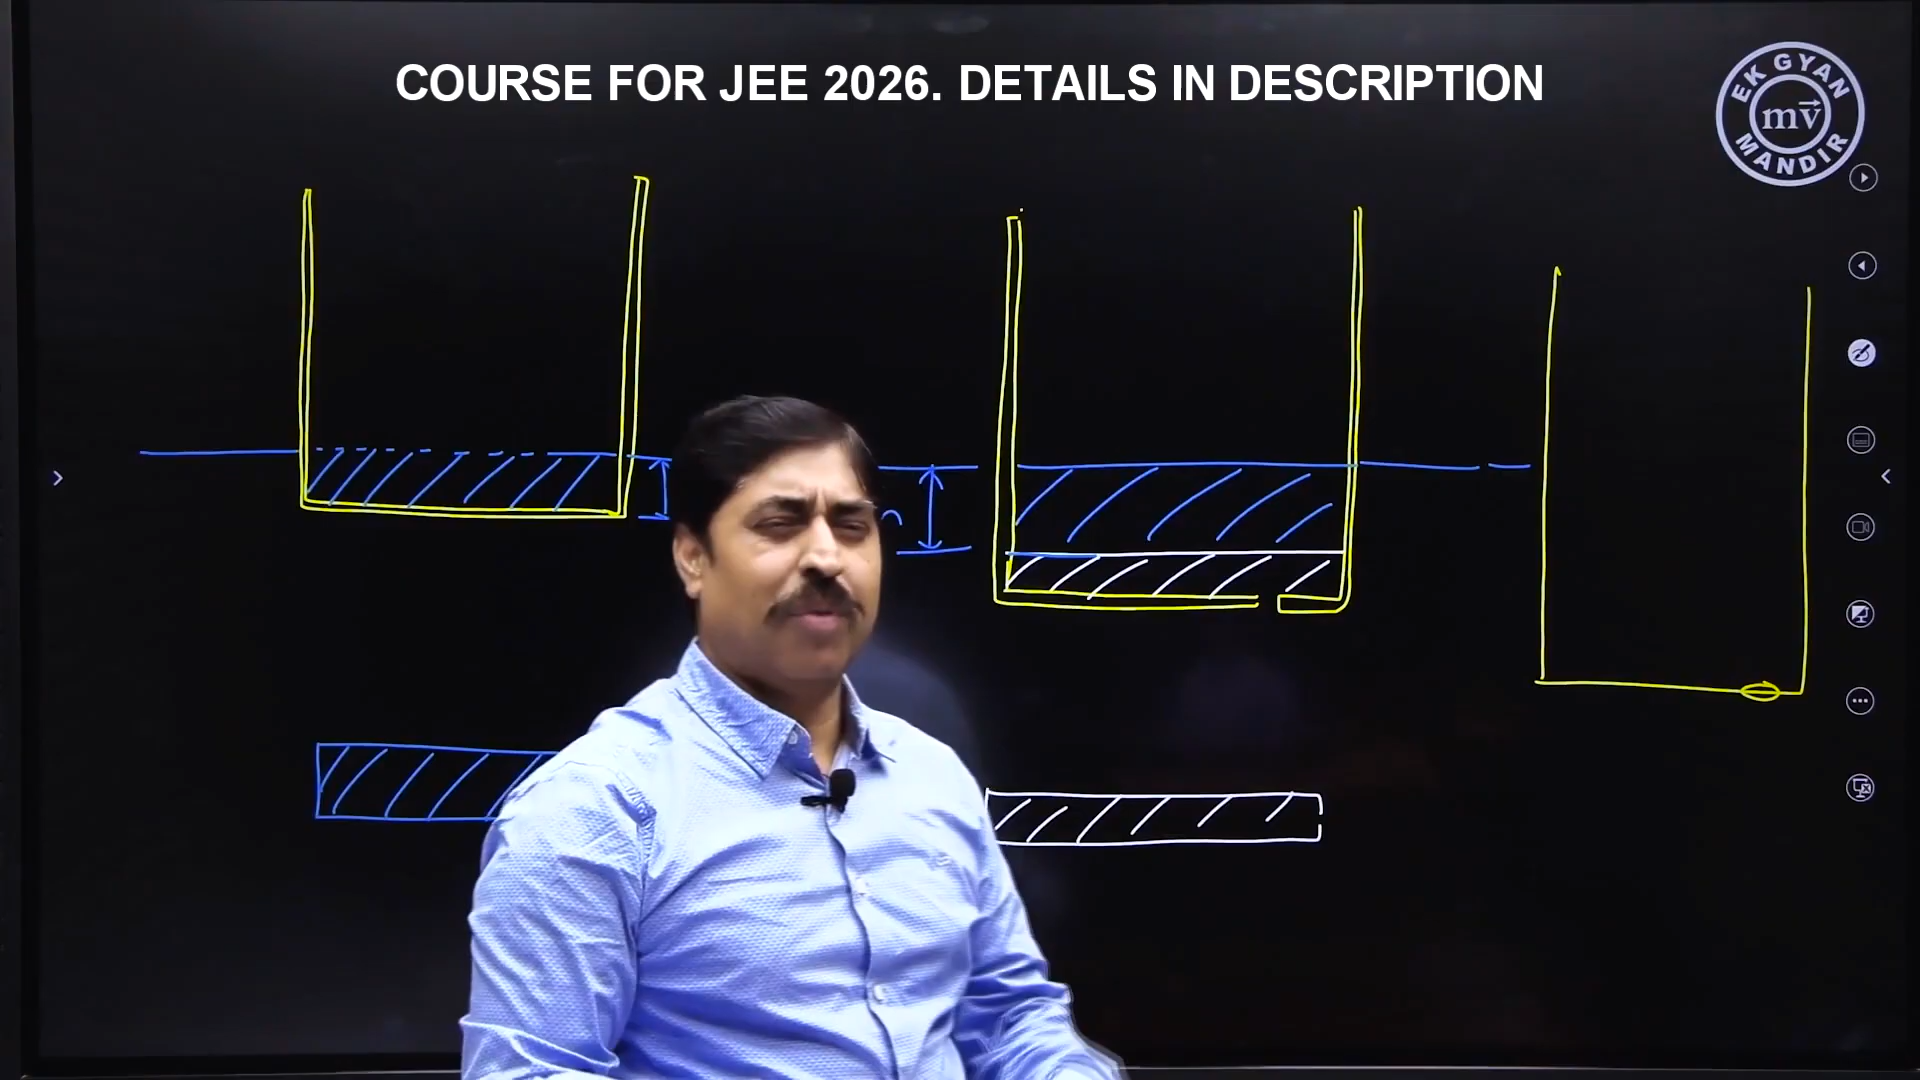 COURSE FOR JEE 2026. DETAILS IN DESCRIPTION
EK GYAN
mv⃗
MANDIR